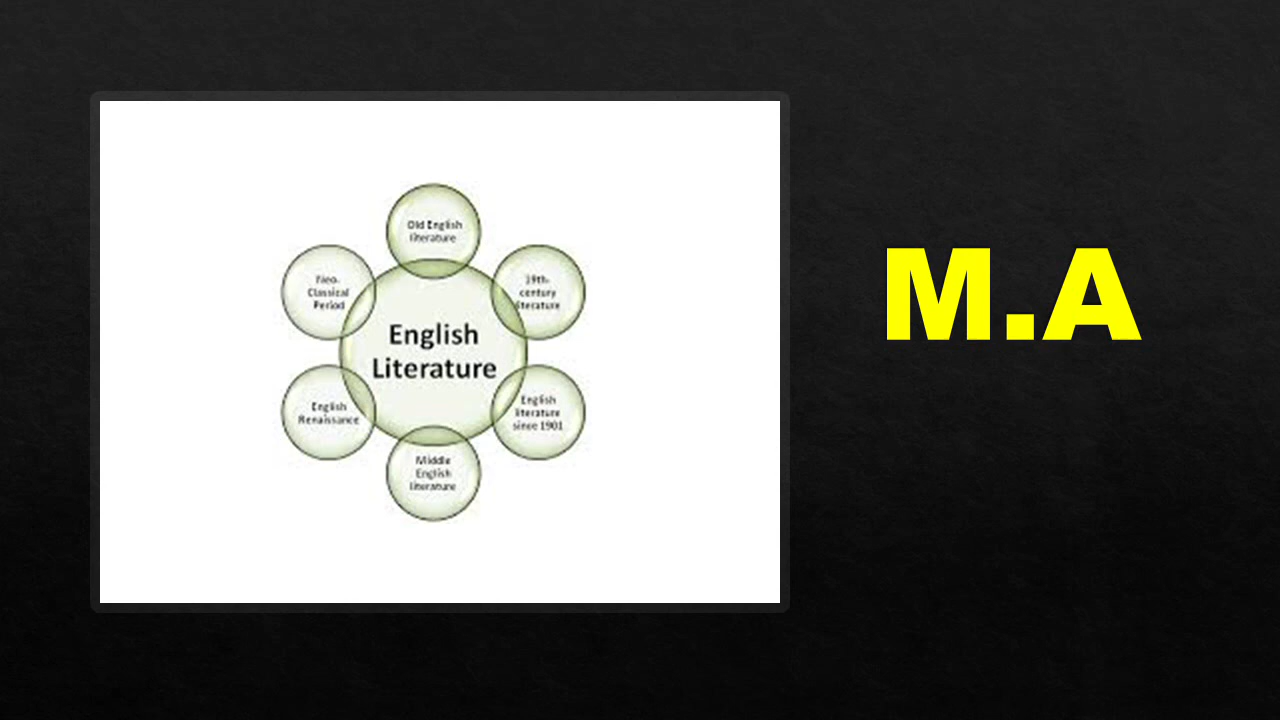 Old English
literature
Neo-
Classical
Period
19th-
century
literature
English
Literature
English
Renaissance
English
literature
since 1901
Middle
English
literature
M.A